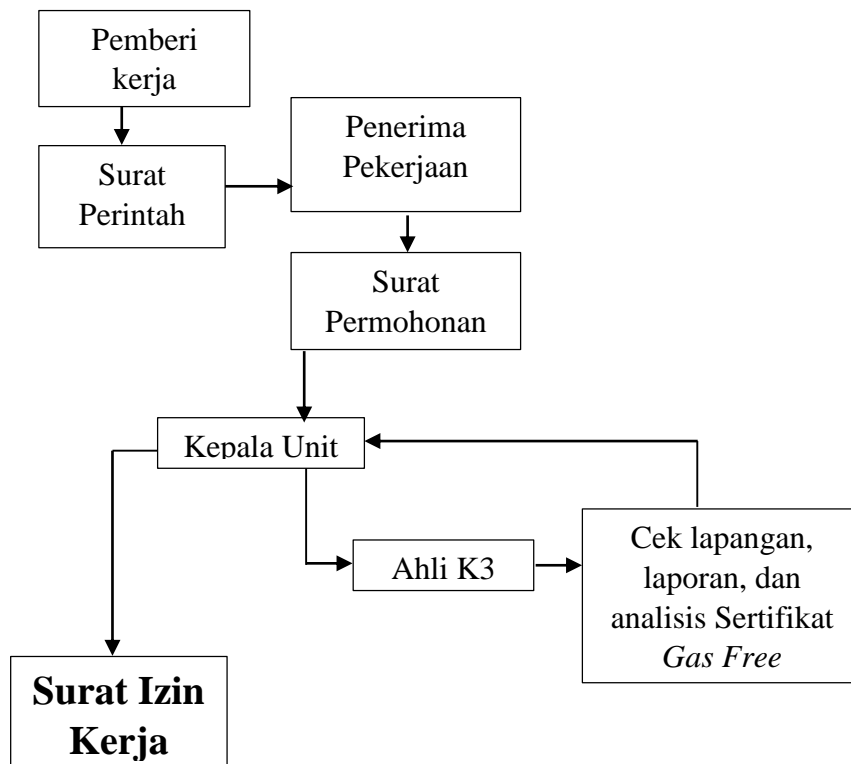 Pemberi
kerja
Surat
Perintah
Penerima
Pekerjaan
Surat
Permohonan
Kepala Unit
Ahli K3
Cek lapangan,
laporan, dan
analisis Sertifikat
Gas Free
Surat Izin
Kerja